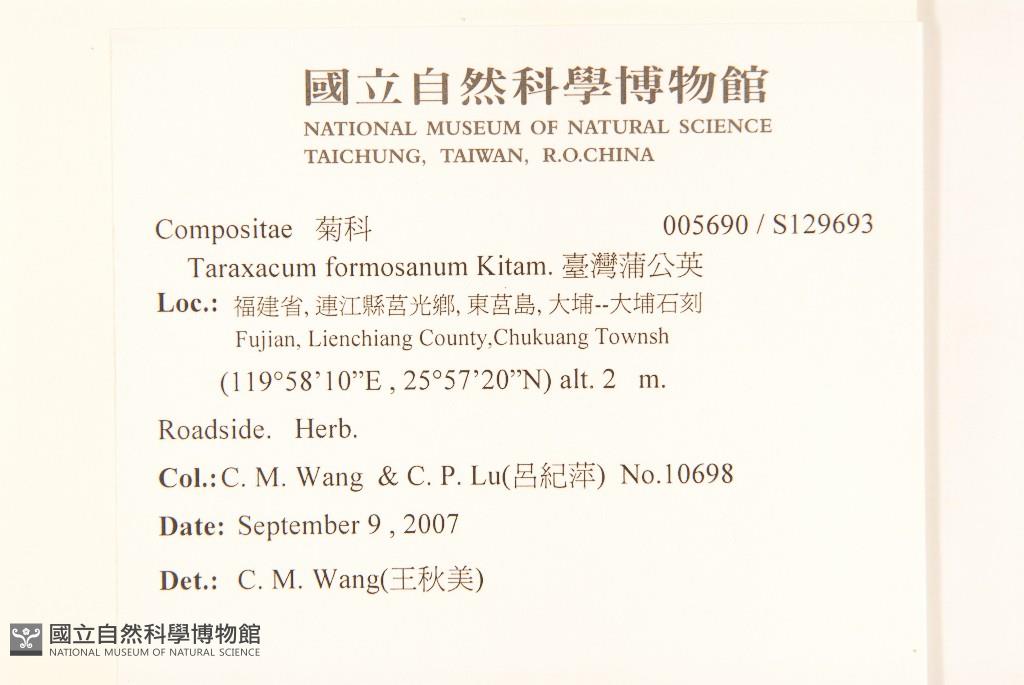 國立自然科學博物館
NATIONAL MUSEUM OF NATURAL SCIENCE
TAICHUNG, TAIWAN, R.O.CHINA
Compositae 菊科 005690 / S129693
Taraxacum formosanum Kitam. 臺灣蒲公英
Loc.: 福建省, 連江縣莒光鄉, 東莒島, 大埔--大埔石刻
Fujian, Lienchiang County,Chukuang Townsh
(119°58’10”E , 25°57’20”N) alt. 2 m.
Roadside. Herb.
Col.: C. M. Wang & C. P. Lu(呂紀萍) No.10698
Date: September 9 , 2007
Det.: C. M. Wang(王秋美)
國立自然科學博物館
NATIONAL MUSEUM OF NATURAL SCIENCE